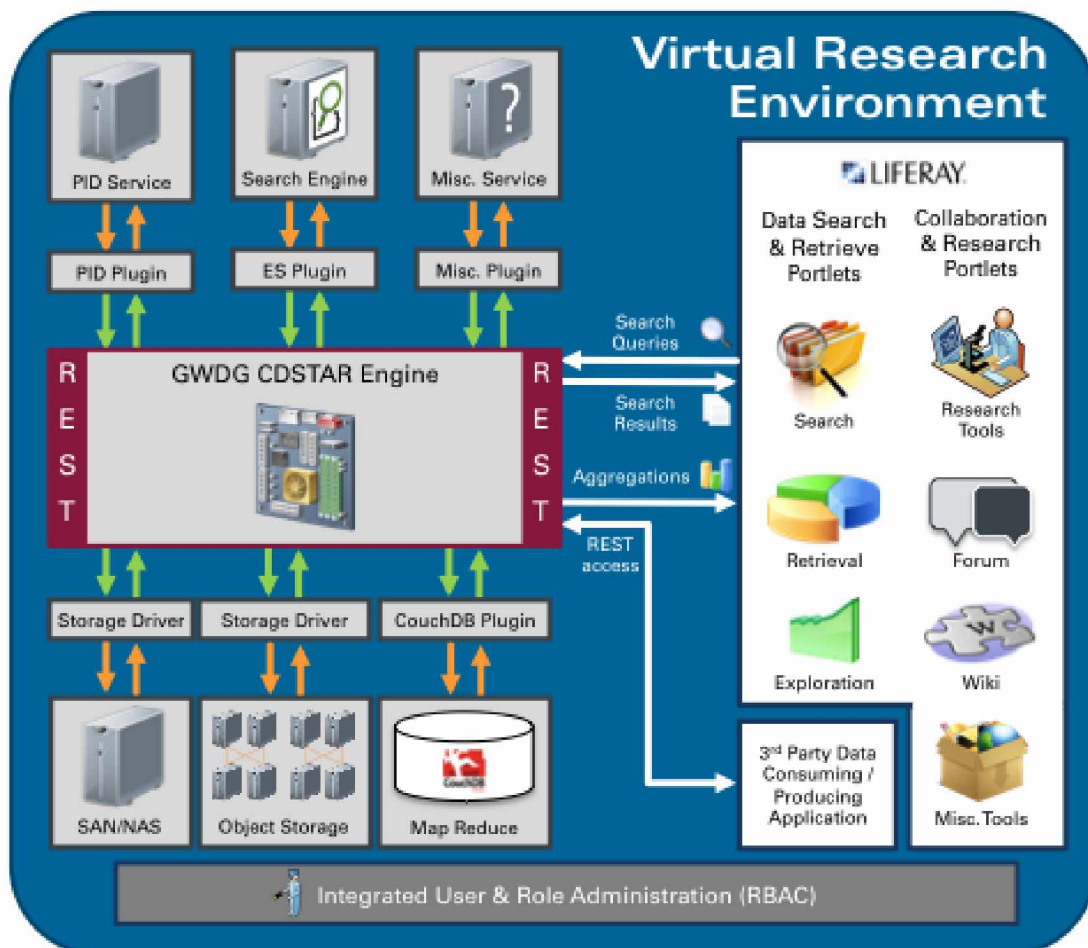 Virtual Research
Environment
PID Service
Search Engine
Misc. Service
PID Plugin
ES Plugin
Misc. Plugin
REST
GWDG CDSTAR Engine
REST
Storage Driver
Storage Driver
CouchDB Plugin
SAN/NAS
Object Storage
CouchDB
Map Reduce
Search
Queries
Search
Results
Aggregations
REST
access
LIFERAY.
Data Search
& Retrieve
Portlets
Collaboration
& Research
Portlets
Search
Research
Tools
Retrieval
Forum
Exploration
W
Wiki
3rd Party Data
Consuming /
Producing
Application
Misc. Tools
Integrated User & Role Administration (RBAC)
?